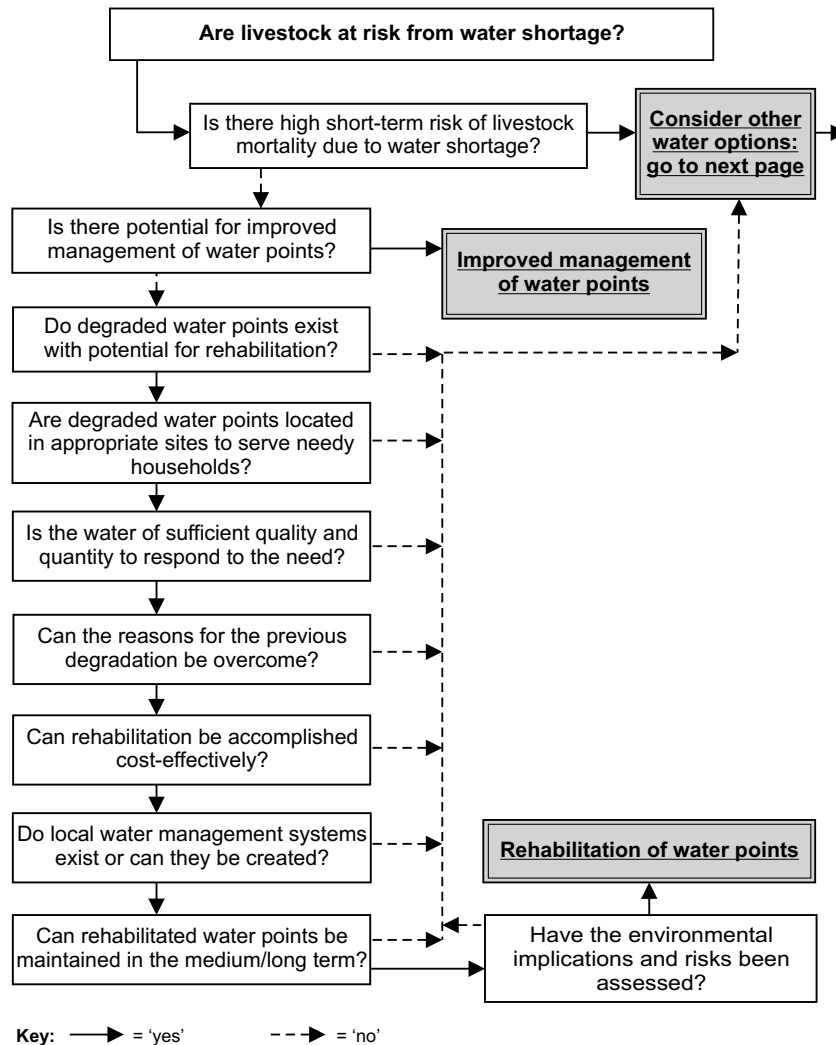 Are livestock at risk from water shortage?
Is there high short-term risk of livestock
mortality due to water shortage?
Consider other
water options:
go to next page
Is there potential for improved
management of water points?
Improved management
of water points
Do degraded water points exist
with potential for rehabilitation?
Are degraded water points located
in appropriate sites to serve needy
households?
Is the water of sufficient quality and
quantity to respond to the need?
Can the reasons for the previous
degradation be overcome?
Can rehabilitation be accomplished
cost-effectively?
Do local water management systems
exist or can they be created?
Rehabilitation of water points
Can rehabilitated water points be
maintained in the medium/long term?
Have the environmental
implications and risks been
assessed?
Key: = 'yes' = 'no'